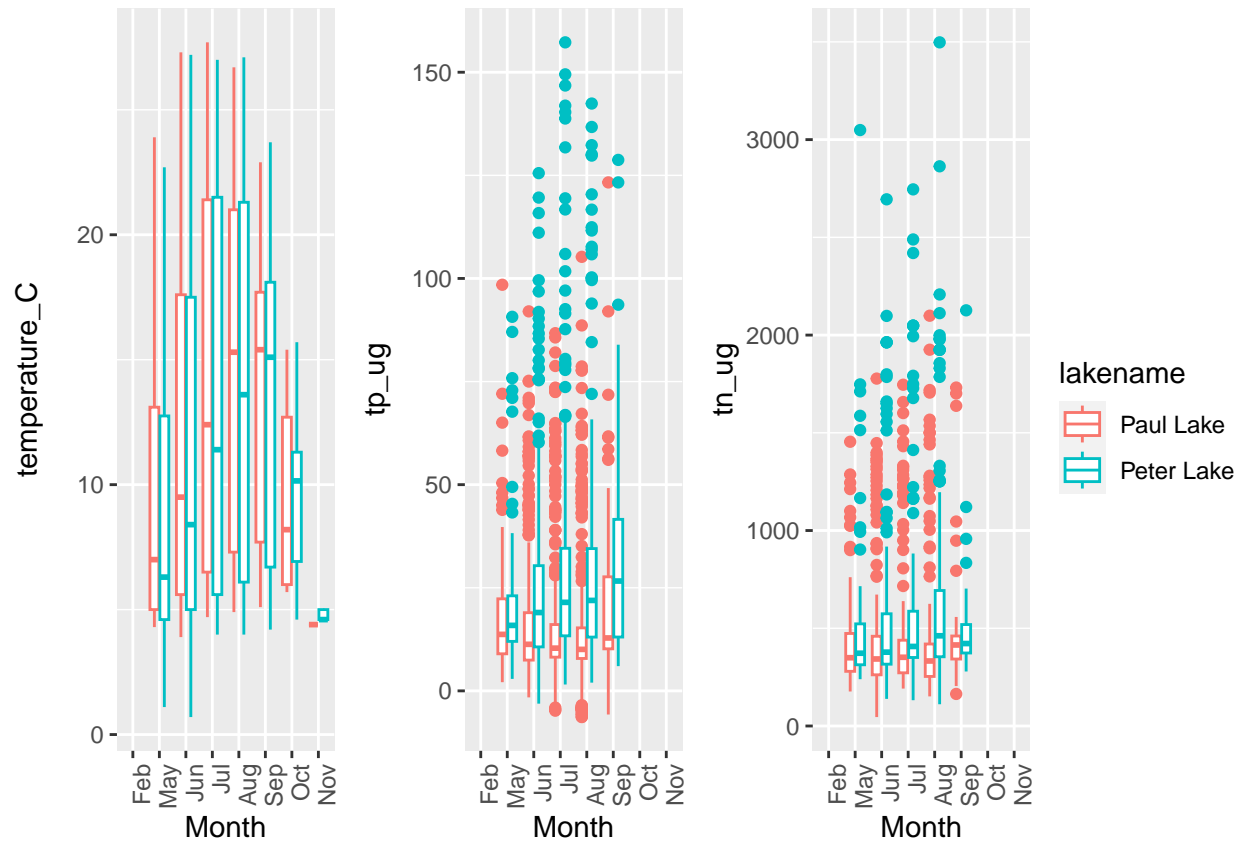 temperature_C
20
10
0
Feb
May
Jun
Jul
Aug
Sep
Oct
Nov
Month
tp_ug
150
100
50
0
Feb
May
Jun
Jul
Aug
Sep
Oct
Nov
Month
tn_ug
3000
2000
1000
0
Feb
May
Jun
Jul
Aug
Sep
Oct
Nov
Month
lakename
Paul Lake
Peter Lake